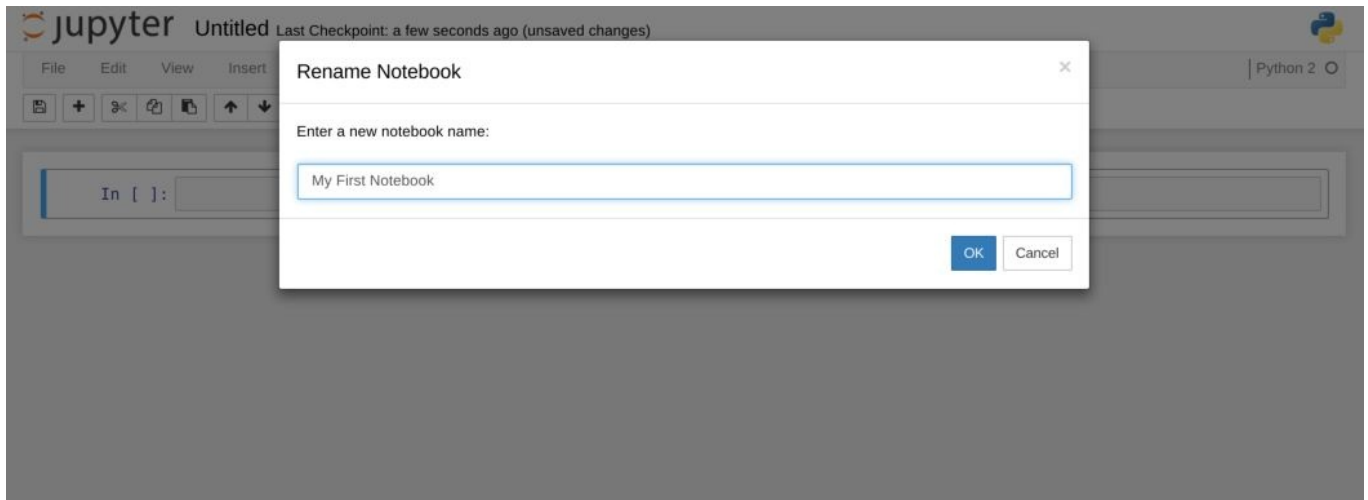 jupyter Untitled Last Checkpoint: a few seconds ago (unsaved changes)
File Edit View Insert
Python 2
Rename Notebook
Enter a new notebook name:
My First Notebook
OK Cancel
In [ ]: